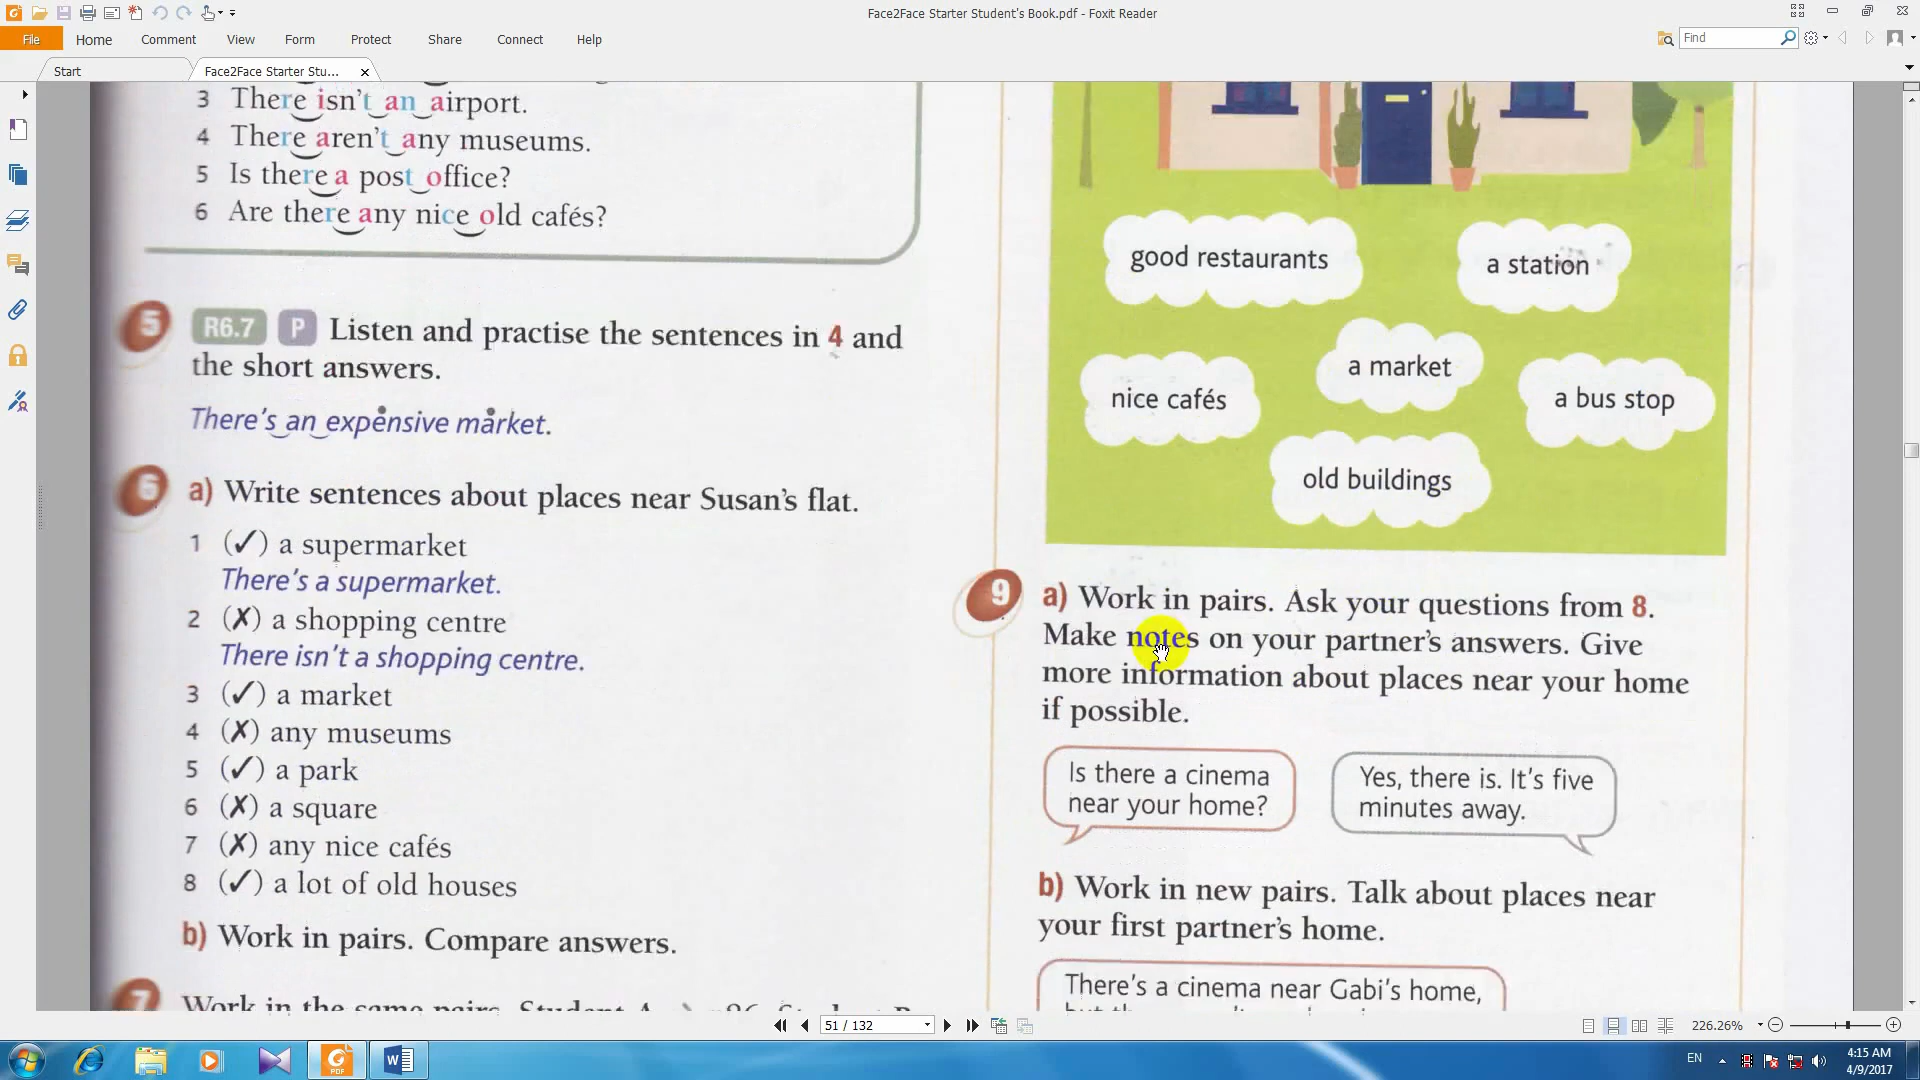 Face2Face Starter Student's Book.pdf - Foxit Reader
File Home Comment View Form Protect Share Connect Help
Find
Start
Face2Face Starter Stu...
3 There isn't an airport.
4 There aren't any museums.
5 Is there a post office?
6 Are there any nice old cafés?
5 R6.7 P Listen and practise the sentences in 4 and
the short answers.
There's an expensive market.
6 a) Write sentences about places near Susan's flat.
1 (✓) a supermarket
There's a supermarket.
2 (✗) a shopping centre
There isn't a shopping centre.
3 (✓) a market
4 (✗) any museums
5 (✓) a park
6 (✗) a square
7 (✗) any nice cafés
8 (✓) a lot of old houses
b) Work in pairs. Compare answers.
7 Work in the same pairs. Student A
good restaurants
a station
a market
nice cafés
a bus stop
old buildings
9 a) Work in pairs. Ask your questions from 8.
Make notes on your partner's answers. Give
more information about places near your home
if possible.
Is there a cinema
near your home?
Yes, there is. It's five
minutes away.
b) Work in new pairs. Talk about places near
your first partner's home.
There's a cinema near Gabi's home,
51 / 132
226.26%
EN
4:15 AM
4/9/2017